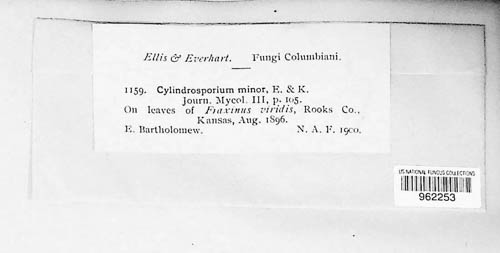 Ellis & Everhart. Fungi Columbiani.
1159. Cylindrosporium minor, E. & K.
Journ. Mycol. III, p. 105.
On leaves of Fraxinus viridis, Rooks Co.,
Kansas, Aug. 1896.
E. Bartholomew. N. A. F. 1900.
US NATIONAL FUNGUS COLLECTIONS
962253